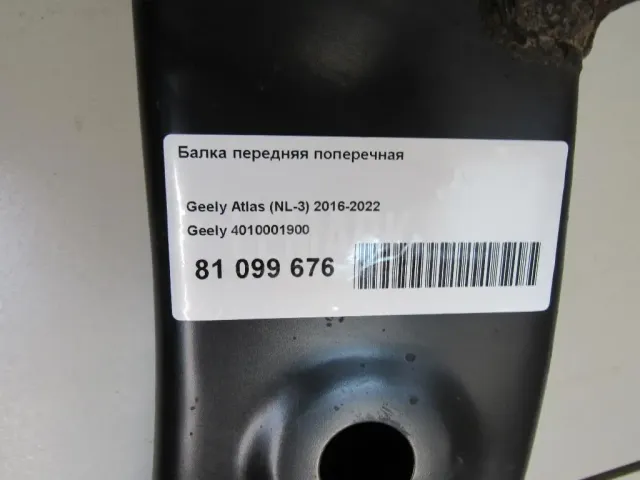 Балка передняя поперечная
Geely Atlas (NL-3) 2016-2022
Geely 4010001900
81 099 676